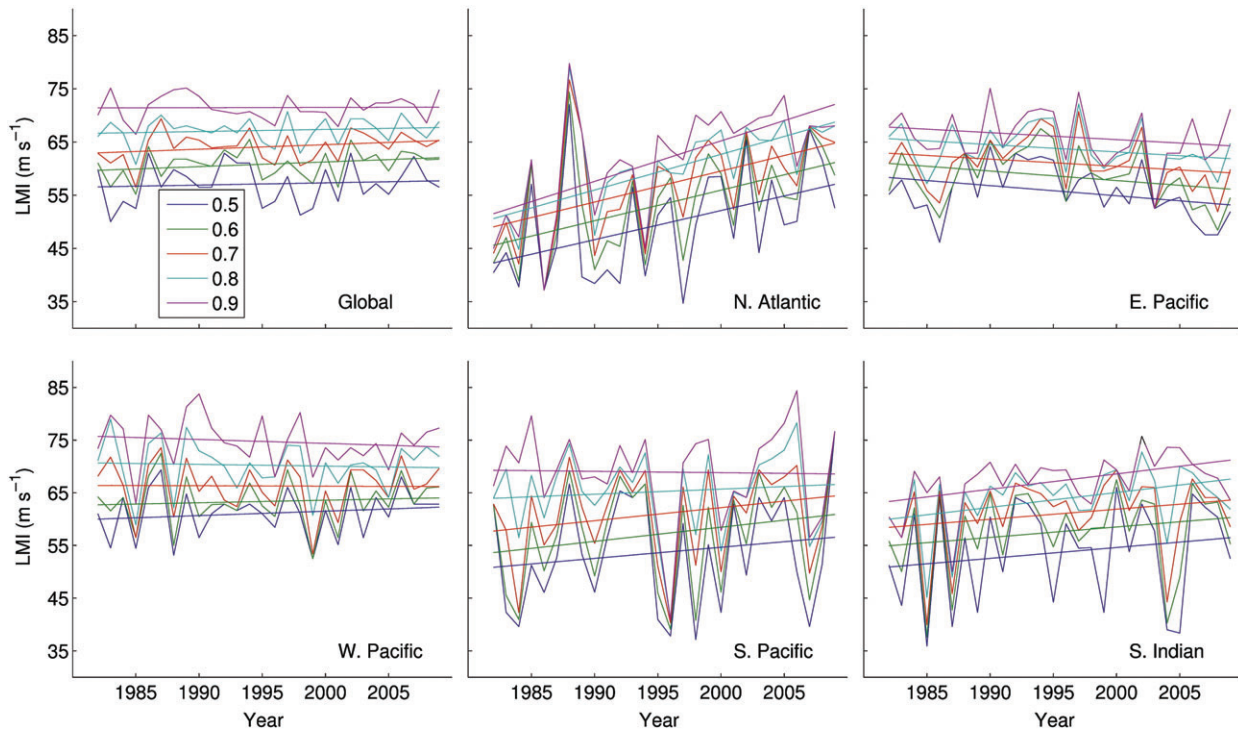 85
75
65
55
45
35
LMI (m s⁻¹)
0.5
0.6
0.7
0.8
0.9
Global
N. Atlantic
E. Pacific
85
75
65
55
45
35
LMI (m s⁻¹)
W. Pacific
S. Pacific
S. Indian
1985 1990 1995 2000 2005
1985 1990 1995 2000 2005
1985 1990 1995 2000 2005
Year
Year
Year